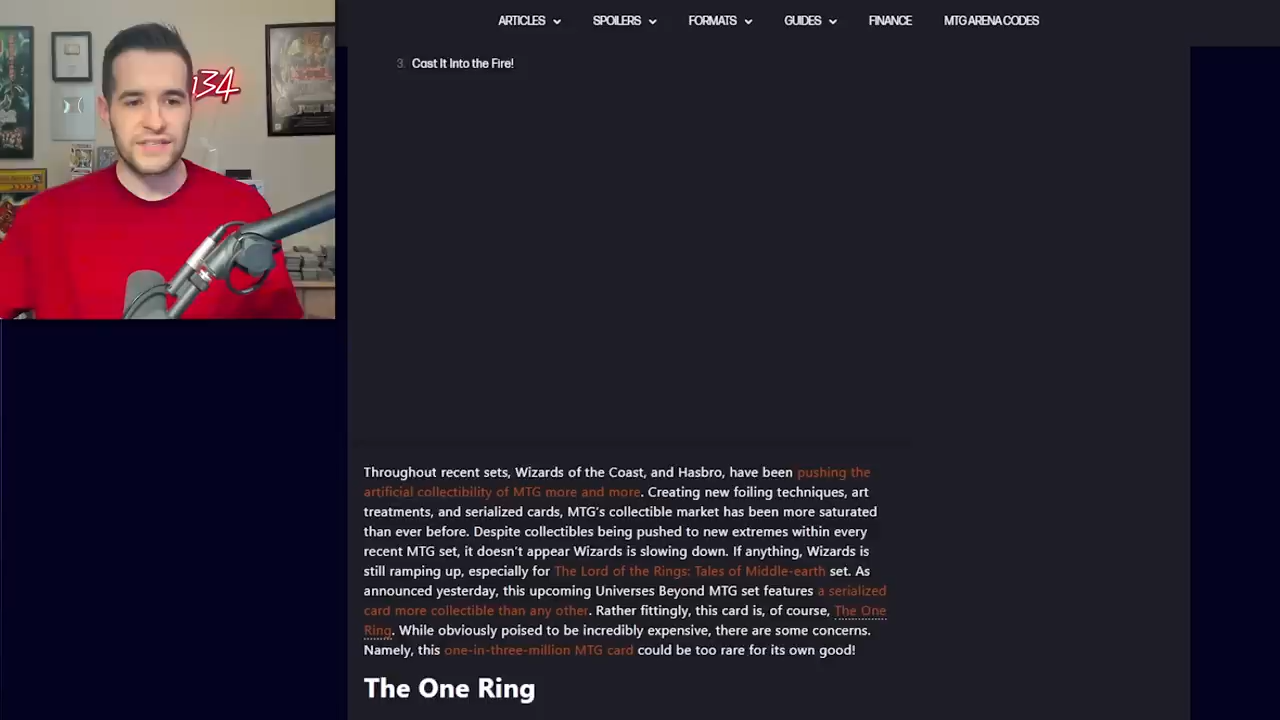 ARTICLES SPOILERS FORMATS GUIDES FINANCE MTG ARENA CODES
3. Cast It Into the Fire!
134
Throughout recent sets, Wizards of the Coast, and Hasbro, have been pushing the
artificial collectibility of MTG more and more. Creating new foiling techniques, art
treatments, and serialized cards, MTG's collectible market has been more saturated
than ever before. Despite collectibles being pushed to new extremes within every
recent MTG set, it doesn't appear Wizards is slowing down. If anything, Wizards is
still ramping up, especially for The Lord of the Rings: Tales of Middle-earth set. As
announced yesterday, this upcoming Universes Beyond MTG set features a serialized
card more collectible than any other. Rather fittingly, this card is, of course, The One
Ring. While obviously poised to be incredibly expensive, there are some concerns.
Namely, this one-in-three-million MTG card could be too rare for its own good!
The One Ring